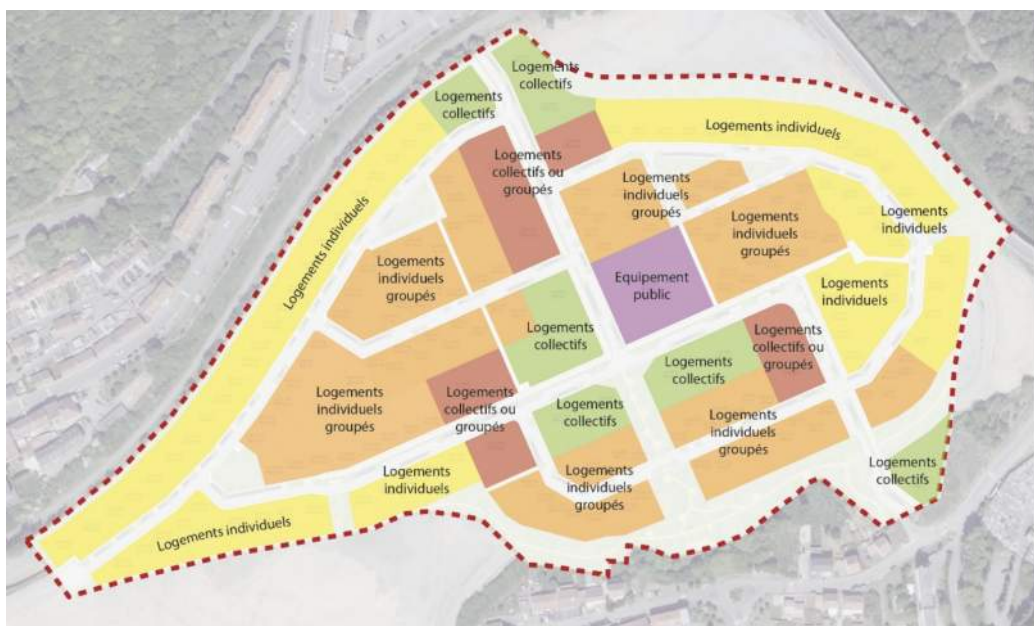 Logements
collectifs
Logements
collectifs
Logements individuels
Logements
collectifs ou
groupés
Logements
individuels
groupés
Logements
individuels
groupés
Logements
individuels
Logements individuels
Logements
individuels
groupés
Equipement
public
Logements
individuels
Logements
collectifs
Logements
collectifs ou
groupés
Logements
collectifs
Logements
individuels
groupés
Logements
collectifs ou
groupés
Logements
collectifs
Logements
individuels
groupés
Logements
individuels
Logements
individuels
groupés
Logements
collectifs
Logements individuels